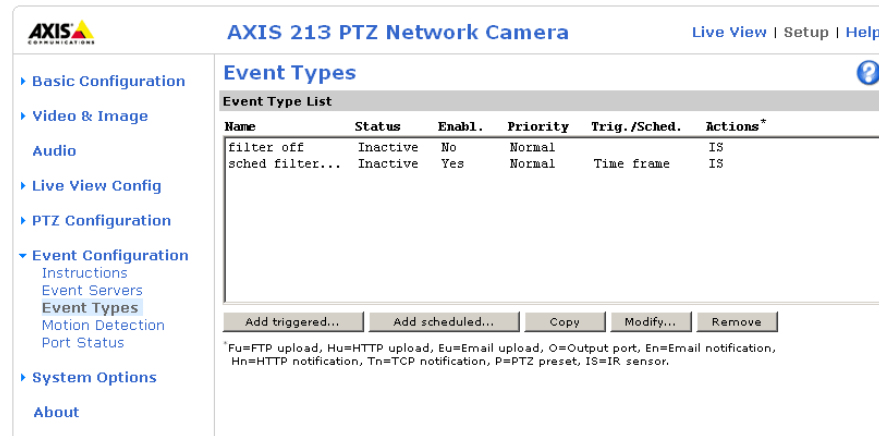 AXIS
COMMUNICATIONS
AXIS 213 PTZ Network Camera
Live View | Setup | Help
Basic Configuration
Video & Image
Audio
Live View Config
PTZ Configuration
Event Configuration
Instructions
Event Servers
Event Types
Motion Detection
Port Status
System Options
About
Event Types
?
Event Type List
Name Status Enabl. Priority Trig./Sched. Actions*
filter off Inactive No Normal IS
sched filter... Inactive Yes Normal Time frame IS
Add triggered... Add scheduled... Copy Modify... Remove
*Fu=FTP upload, Hu=HTTP upload, Eu=Email upload, O=Output port, En=Email notification,
Hn=HTTP notification, Tn=TCP notification, P=PTZ preset, IS=IR sensor.